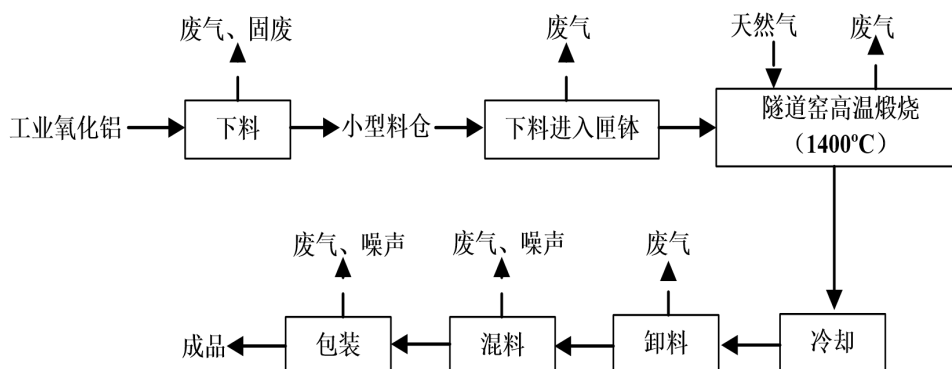 废气、固废
废气
天然气
废气
工业氧化铝
下料
小型料仓
下料进入匣钵
隧道窑高温煅烧
（1400ºC）
废气、噪声
废气、噪声
废气
成品
包装
混料
卸料
冷却